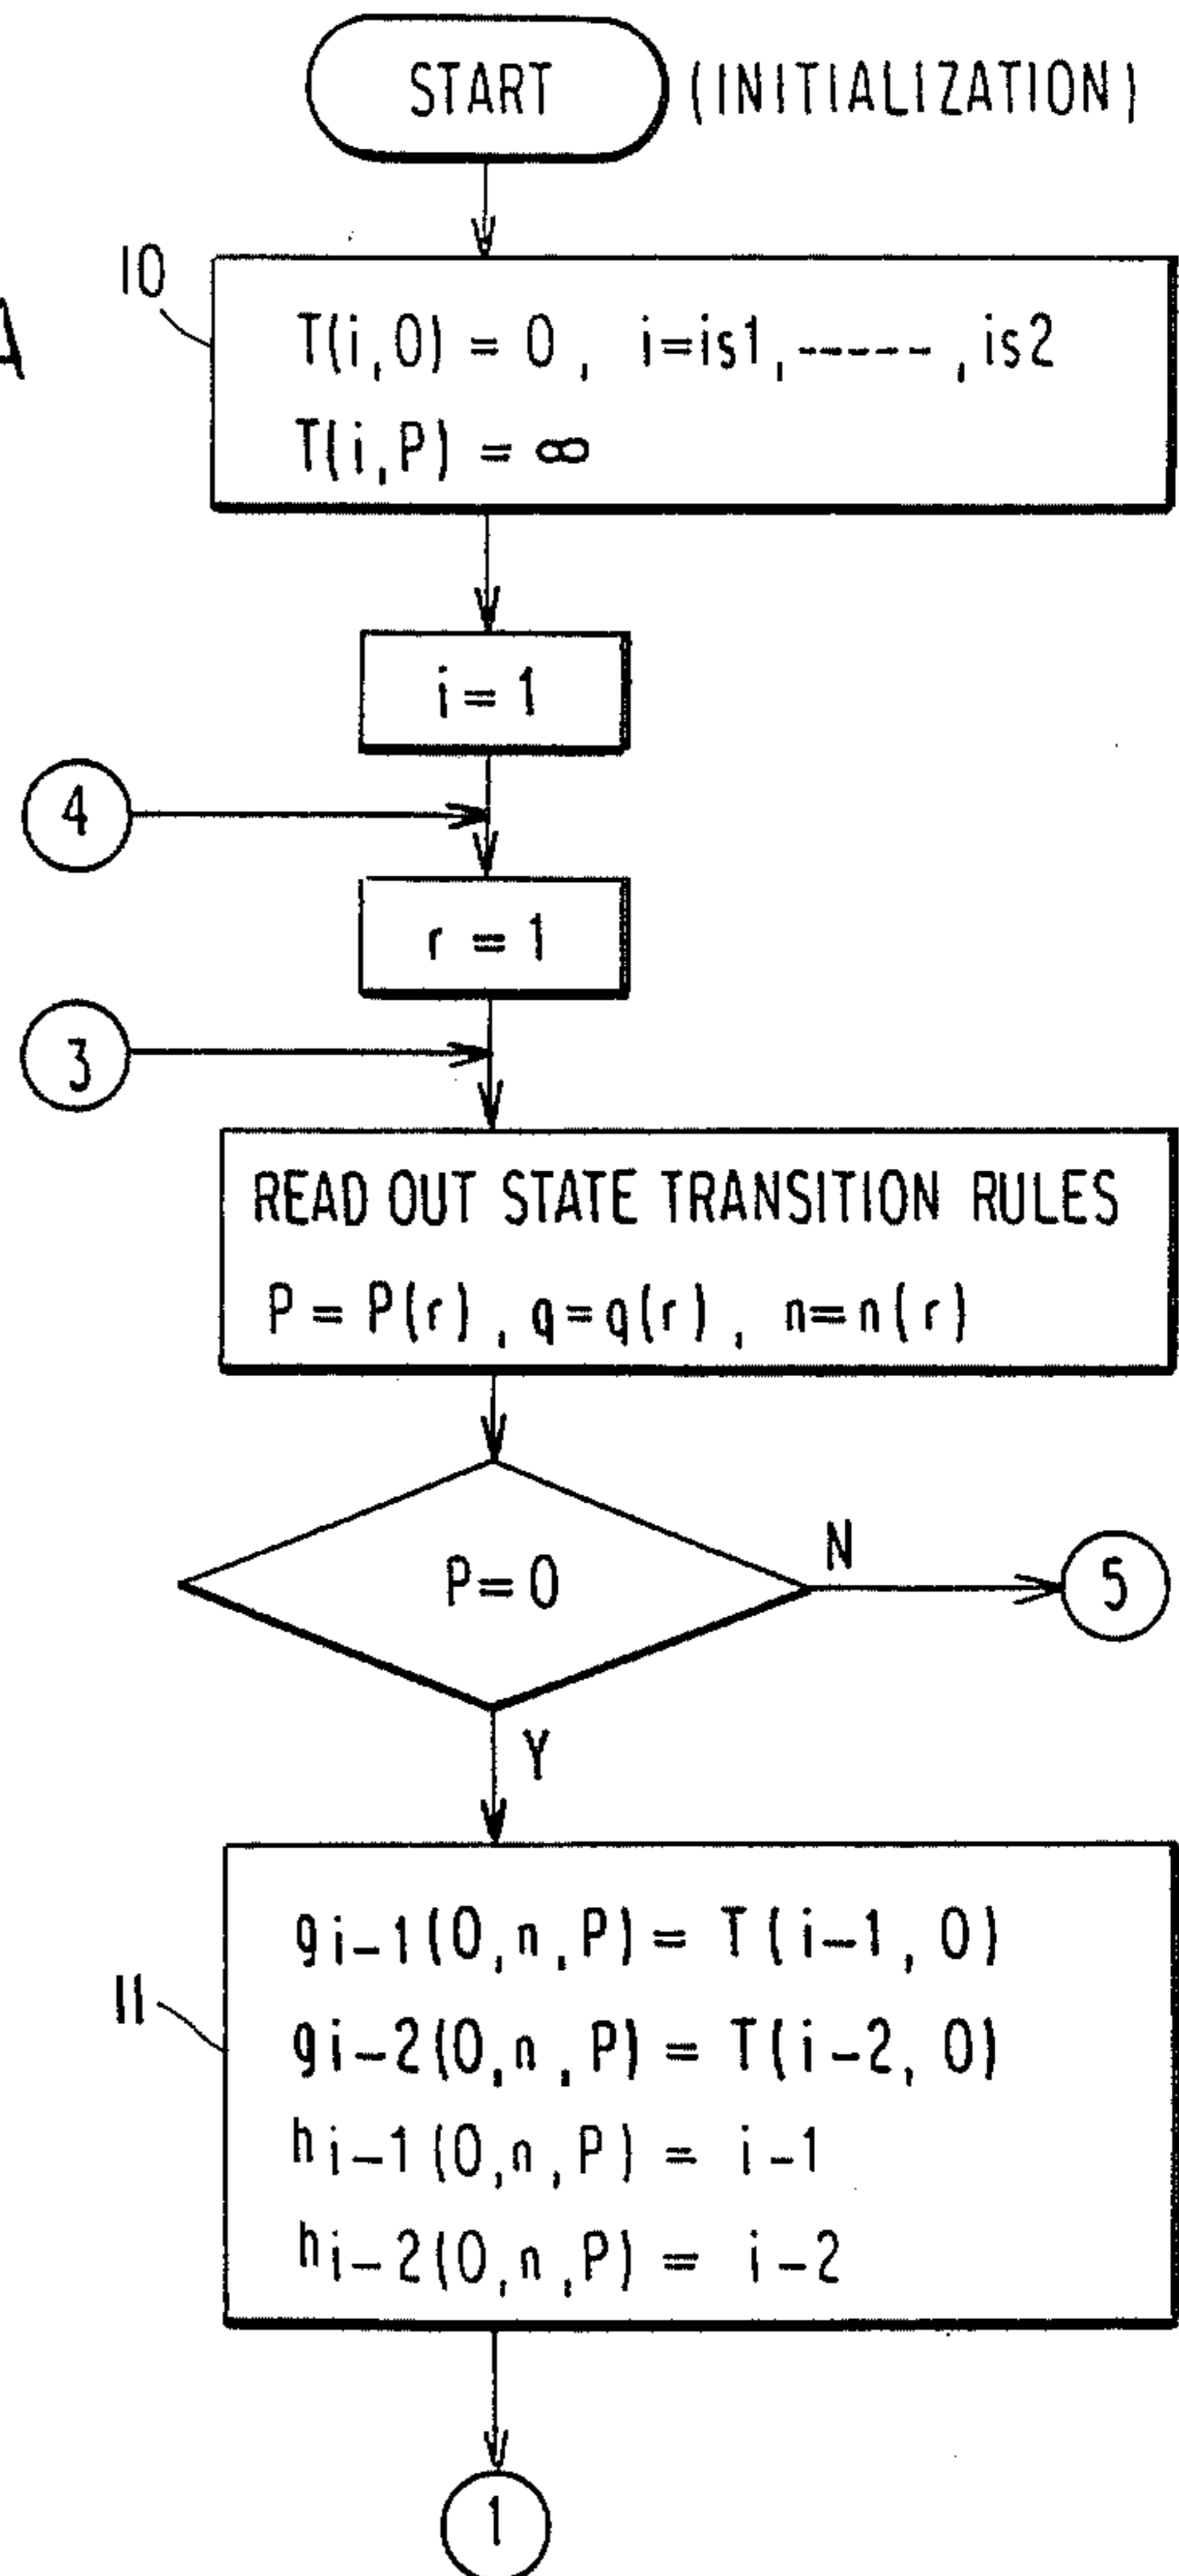 START (INITIALIZATION)
10
A
T(i,0) = 0, i=is1,-----, is2
T(i,P) = ∞
i = 1
4
r = 1
3
READ OUT STATE TRANSITION RULES
P = P(r), q=q(r), n=n(r)
P=0
N
5
Y
11
gi-1(0,n,P) = T(i-1, 0)
gi-2(0,n,P) = T(i-2, 0)
hi-1(0,n,P) = i-1
hi-2(0,n,P) = i-2
1